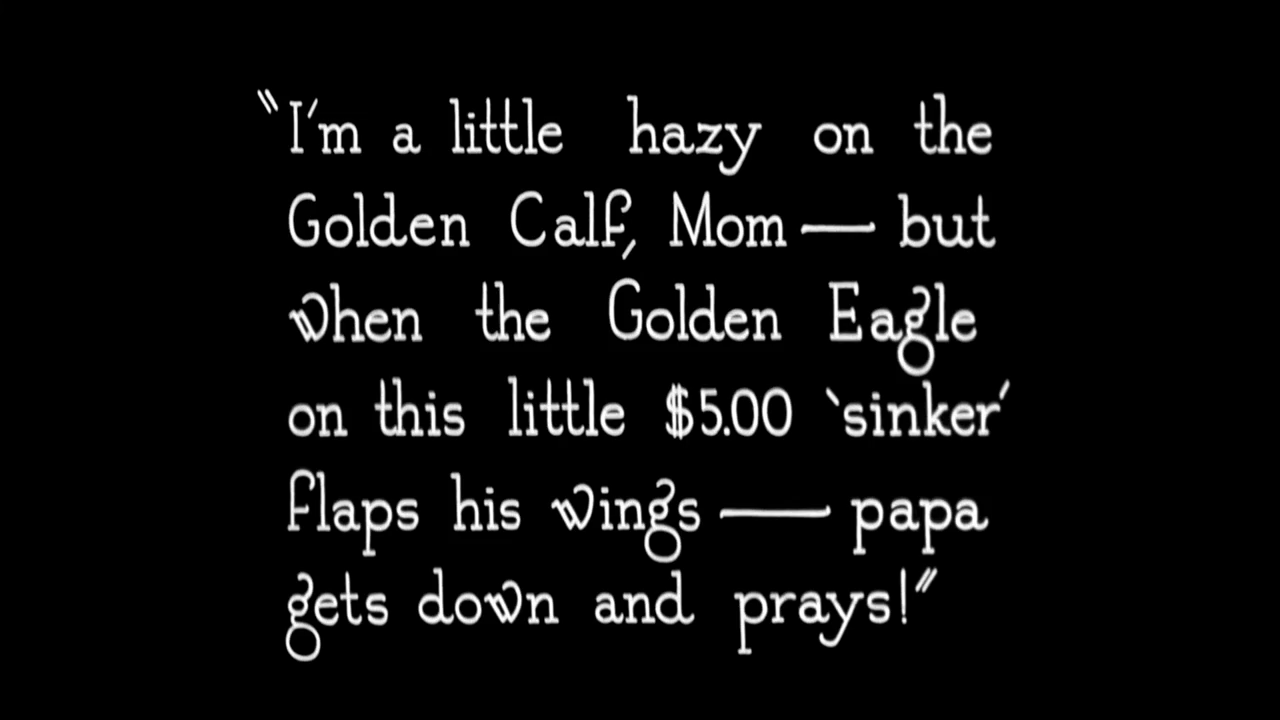 "I'm a little hazy on the
Golden Calf, Mom — but
when the Golden Eagle
on this little $5.00 'sinker'
flaps his wings — papa
gets down and prays!"